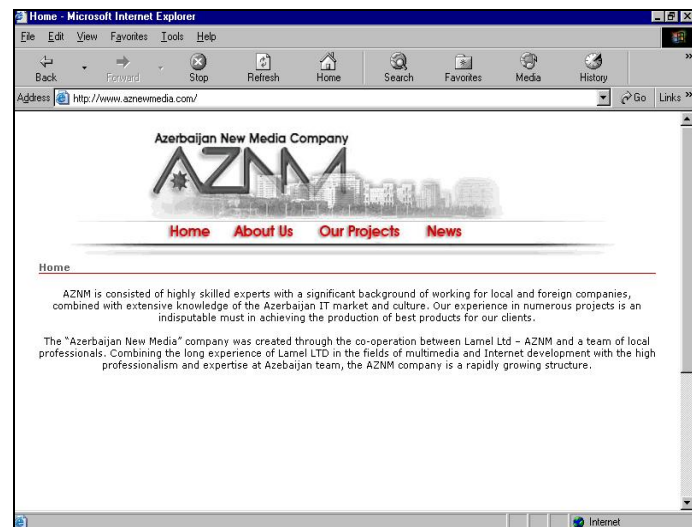 Home - Microsoft Internet Explorer
File Edit View Favorites Tools Help
Back Forward Stop Refresh Home Search Favorites Media History »
Address http://www.aznewmedia.com/ Go Links »
Azerbaijan New Media Company
AZNM
Home About Us Our Projects News
Home
AZNM is consisted of highly skilled experts with a significant background of working for local and foreign companies,
combined with extensive knowledge of the Azerbaijan IT market and culture. Our experience in numerous projects is an
indisputable must in achieving the production of best products for our clients.
The “Azerbaijan New Media” company was created through the co-operation between Lamel Ltd – AZNM and a team of local
professionals. Combining the long experience of Lamel LTD in the fields of multimedia and Internet development with the high
professionalism and expertise at Azebaijan team, the AZNM company is a rapidly growing structure.
Internet